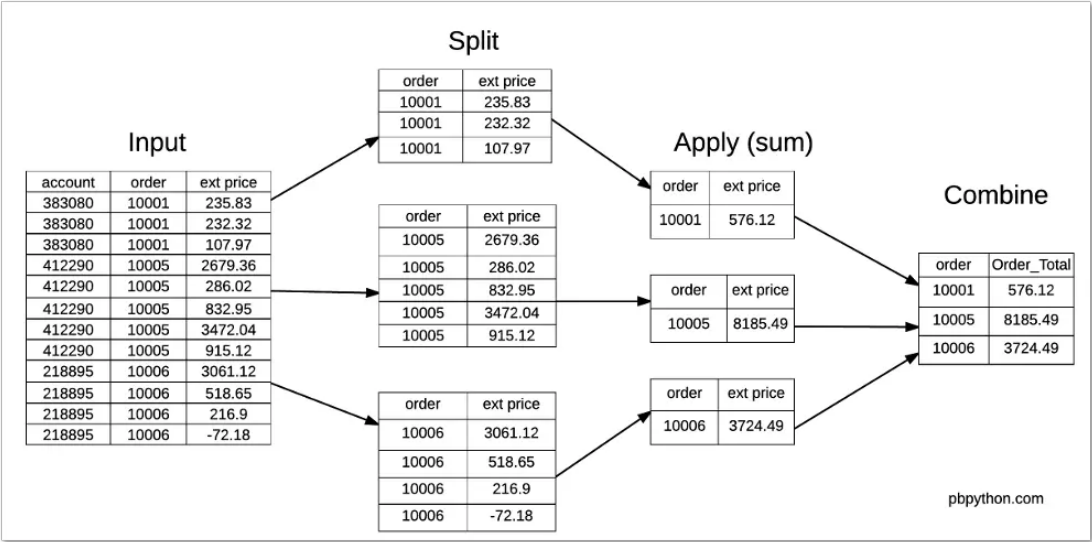 Input
account order ext price
383080 10001 235.83
383080 10001 232.32
383080 10001 107.97
412290 10005 2679.36
412290 10005 286.02
412290 10005 832.95
412290 10005 3472.04
412290 10005 915.12
218895 10006 3061.12
218895 10006 518.65
218895 10006 216.9
218895 10006 -72.18
Split
order ext price
10001 235.83
10001 232.32
10001 107.97
order ext price
10005 2679.36
10005 286.02
10005 832.95
10005 3472.04
10005 915.12
order ext price
10006 3061.12
10006 518.65
10006 216.9
10006 -72.18
Apply (sum)
order ext price
10001 576.12
order ext price
10005 8185.49
order ext price
10006 3724.49
Combine
order Order_Total
10001 576.12
10005 8185.49
10006 3724.49
pbpython.com